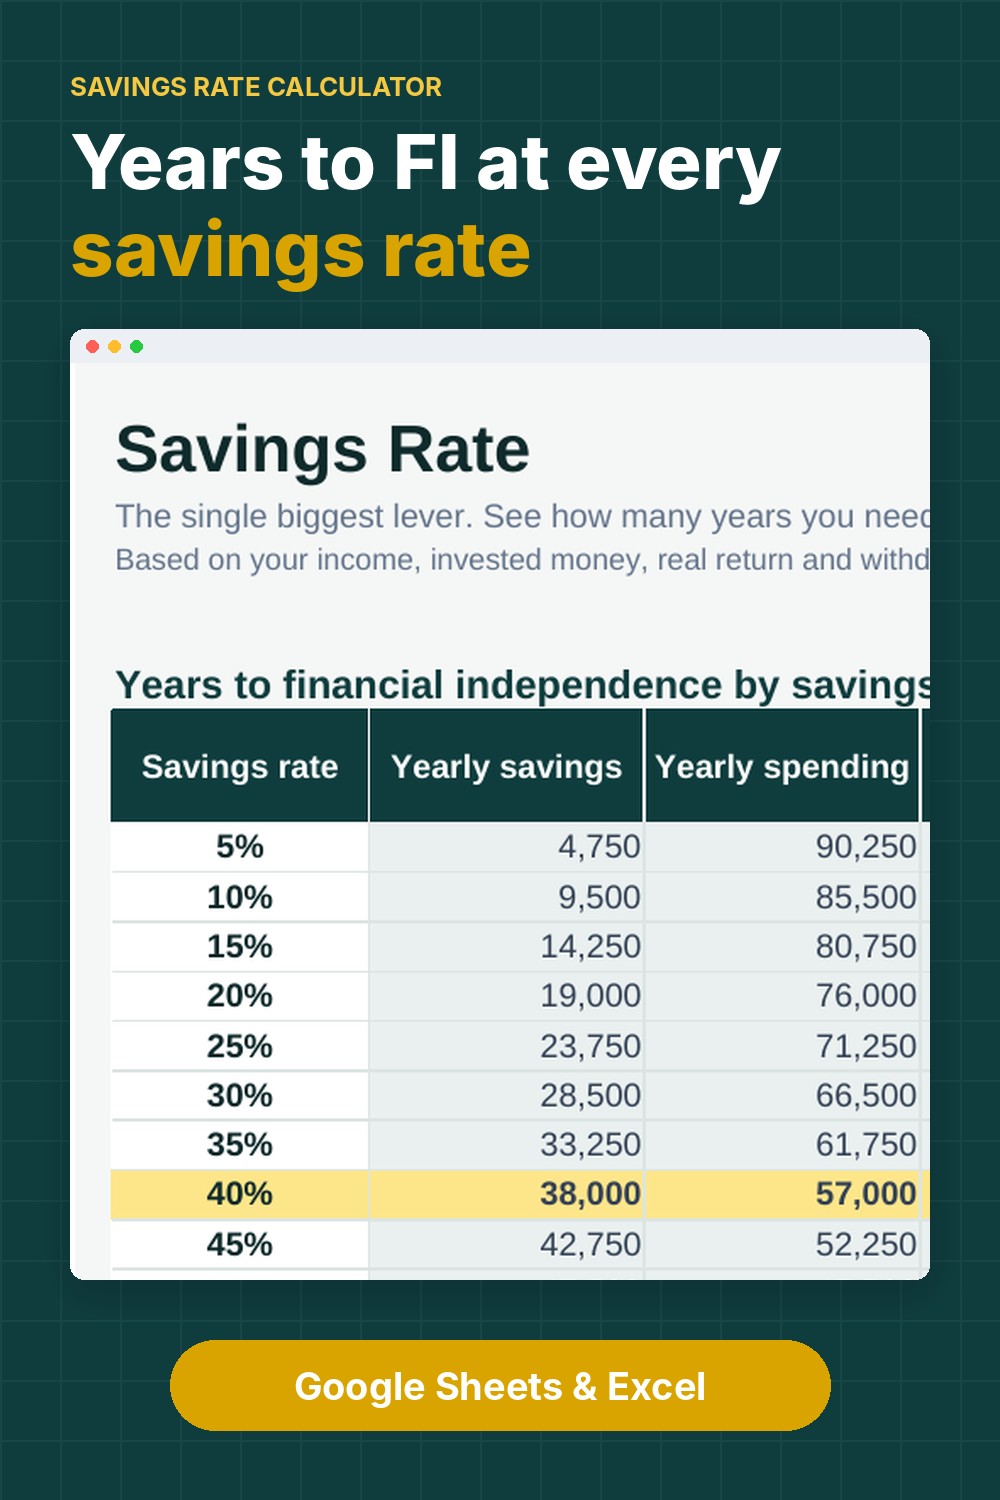 SAVINGS RATE CALCULATOR
Years to FI at every
savings rate
Savings Rate
The single biggest lever. See how many years you need
Based on your income, invested money, real return and withd
Years to financial independence by savings
Savings rate Yearly savings Yearly spending
5% 4,750 90,250
10% 9,500 85,500
15% 14,250 80,750
20% 19,000 76,000
25% 23,750 71,250
30% 28,500 66,500
35% 33,250 61,750
40% 38,000 57,000
45% 42,750 52,250
Google Sheets & Excel